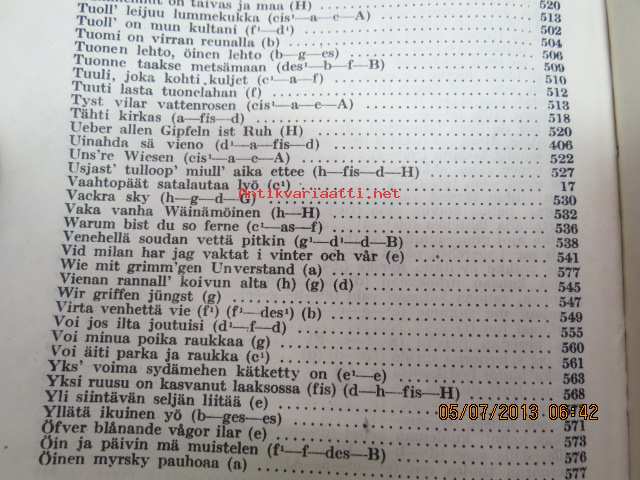 on taivas ja maa (H) 520
Tuoll' leijuu lummekukka (cis¹—a—e—A) 513
Tuoll' on mun kultani (f¹—d¹) 502
Tuomi on virran reunalla (b) 504
Tuonen lehto, öinen lehto (b—g—es) 506
Tuonne taakse metsämaan (des¹—b—f—B) 509
Tuuli, joka kohti kuljet (c¹—a—f) 510
Tuuti lasta tuonelahan (f) 512
Tyst vilar vattenrosen (cis¹—a—e—A) 513
Tähti kirkas (a—fis—d) 518
Ueber allen Gipfeln ist Ruh (H) 520
Uinahda sä vieno (d¹—a—fis—d) 406
Uns're Wiesen (cis¹—a—e—A) 522
Usjast' tulloop' miull' aika ettee (h—fis—d—H) 527
Vaahtopäät satalautaa lyö (c¹) 17
Vackra sky (h—g—d—G) 530
Antikvariaatti.net
Vaka vanha Wäinämöinen (h—H) 532
Warum bist du so ferne (c¹—as—f) 536
Venehellä soudan vettä pitkin (g¹—d¹—d—B) 538
Vid milan har jag vaktat i vinter och vår (e) 541
Wie mit grimm'gen Unverstand (a) 577
Vienan rannall' koivun alta (h) (g) (d) 545
Wir griffen jüngst (g) 547
Virta venhettä vie (f¹) (f¹—des¹) (b) 549
Voi jos ilta joutuisi (d¹—f—d) 555
Voi minua poika raukkaa (g) 560
Voi äiti parka ja raukka (c¹) 561
Yks' voima sydämehen kätketty on (e¹—e) 563
Yksi ruusu on kasvanut laaksossa (fis) (d—h—fis—H) 568
Yli siintävän seljän liitää (e)
Yllätä ikuinen yö (b—ges—es)
05/07/2013 06:42
Öfver blånande vågor ilar (e) 571
Öin ja päivin mä muistelen (f¹—f—des—B) 573
Öinen myrsky pauhoaa (a) 576
577